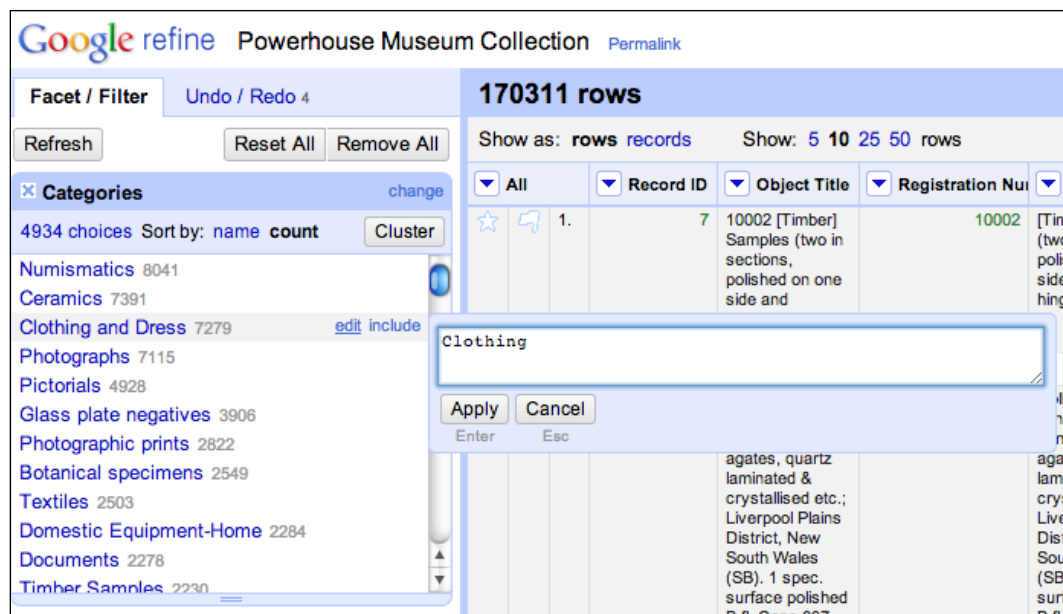 Google refine Powerhouse Museum Collection Permalink
Facet / Filter Undo / Redo 4
170311 rows
Refresh Reset All Remove All
Show as: rows records Show: 5 10 25 50 rows
Categories change
All Record ID Object Title Registration Nu
4934 choices Sort by: name count Cluster
1. 7 10002 [Timber] 10002 [Tim
Samples (two in (two
sections, poli
polished on one side
side and hing
Numismatics 8041
Ceramics 7391
Clothing and Dress 7279 edit include
Photographs 7115
Pictorials 4928
Glass plate negatives 3906
Photographic prints 2822
Botanical specimens 2549
Textiles 2503
Domestic Equipment-Home 2284
Documents 2278
Timber Samples 2230
Clothing
Apply Cancel
Enter Esc
agates, quartz aga
laminated & lam
crystallised etc.; crys
Liverpool Plains Live
District, New Dist
South Wales Sou
(SB). 1 spec. (SB
surface polished surf